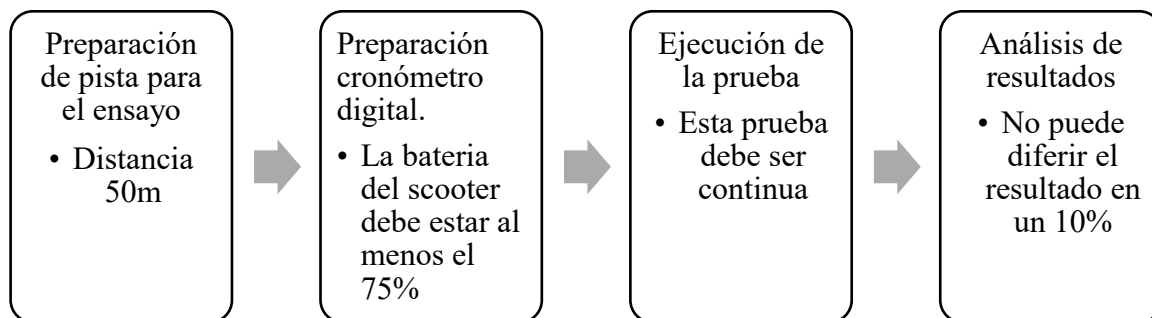 Preparación
de pista para
el ensayo
• Distancia
50m
Preparación
cronómetro
digital.
• La bateria
del scooter
debe estar al
menos el
75%
Ejecución de
la prueba
• Esta prueba
debe ser
continua
Análisis de
resultados
• No puede
diferir el
resultado en
un 10%